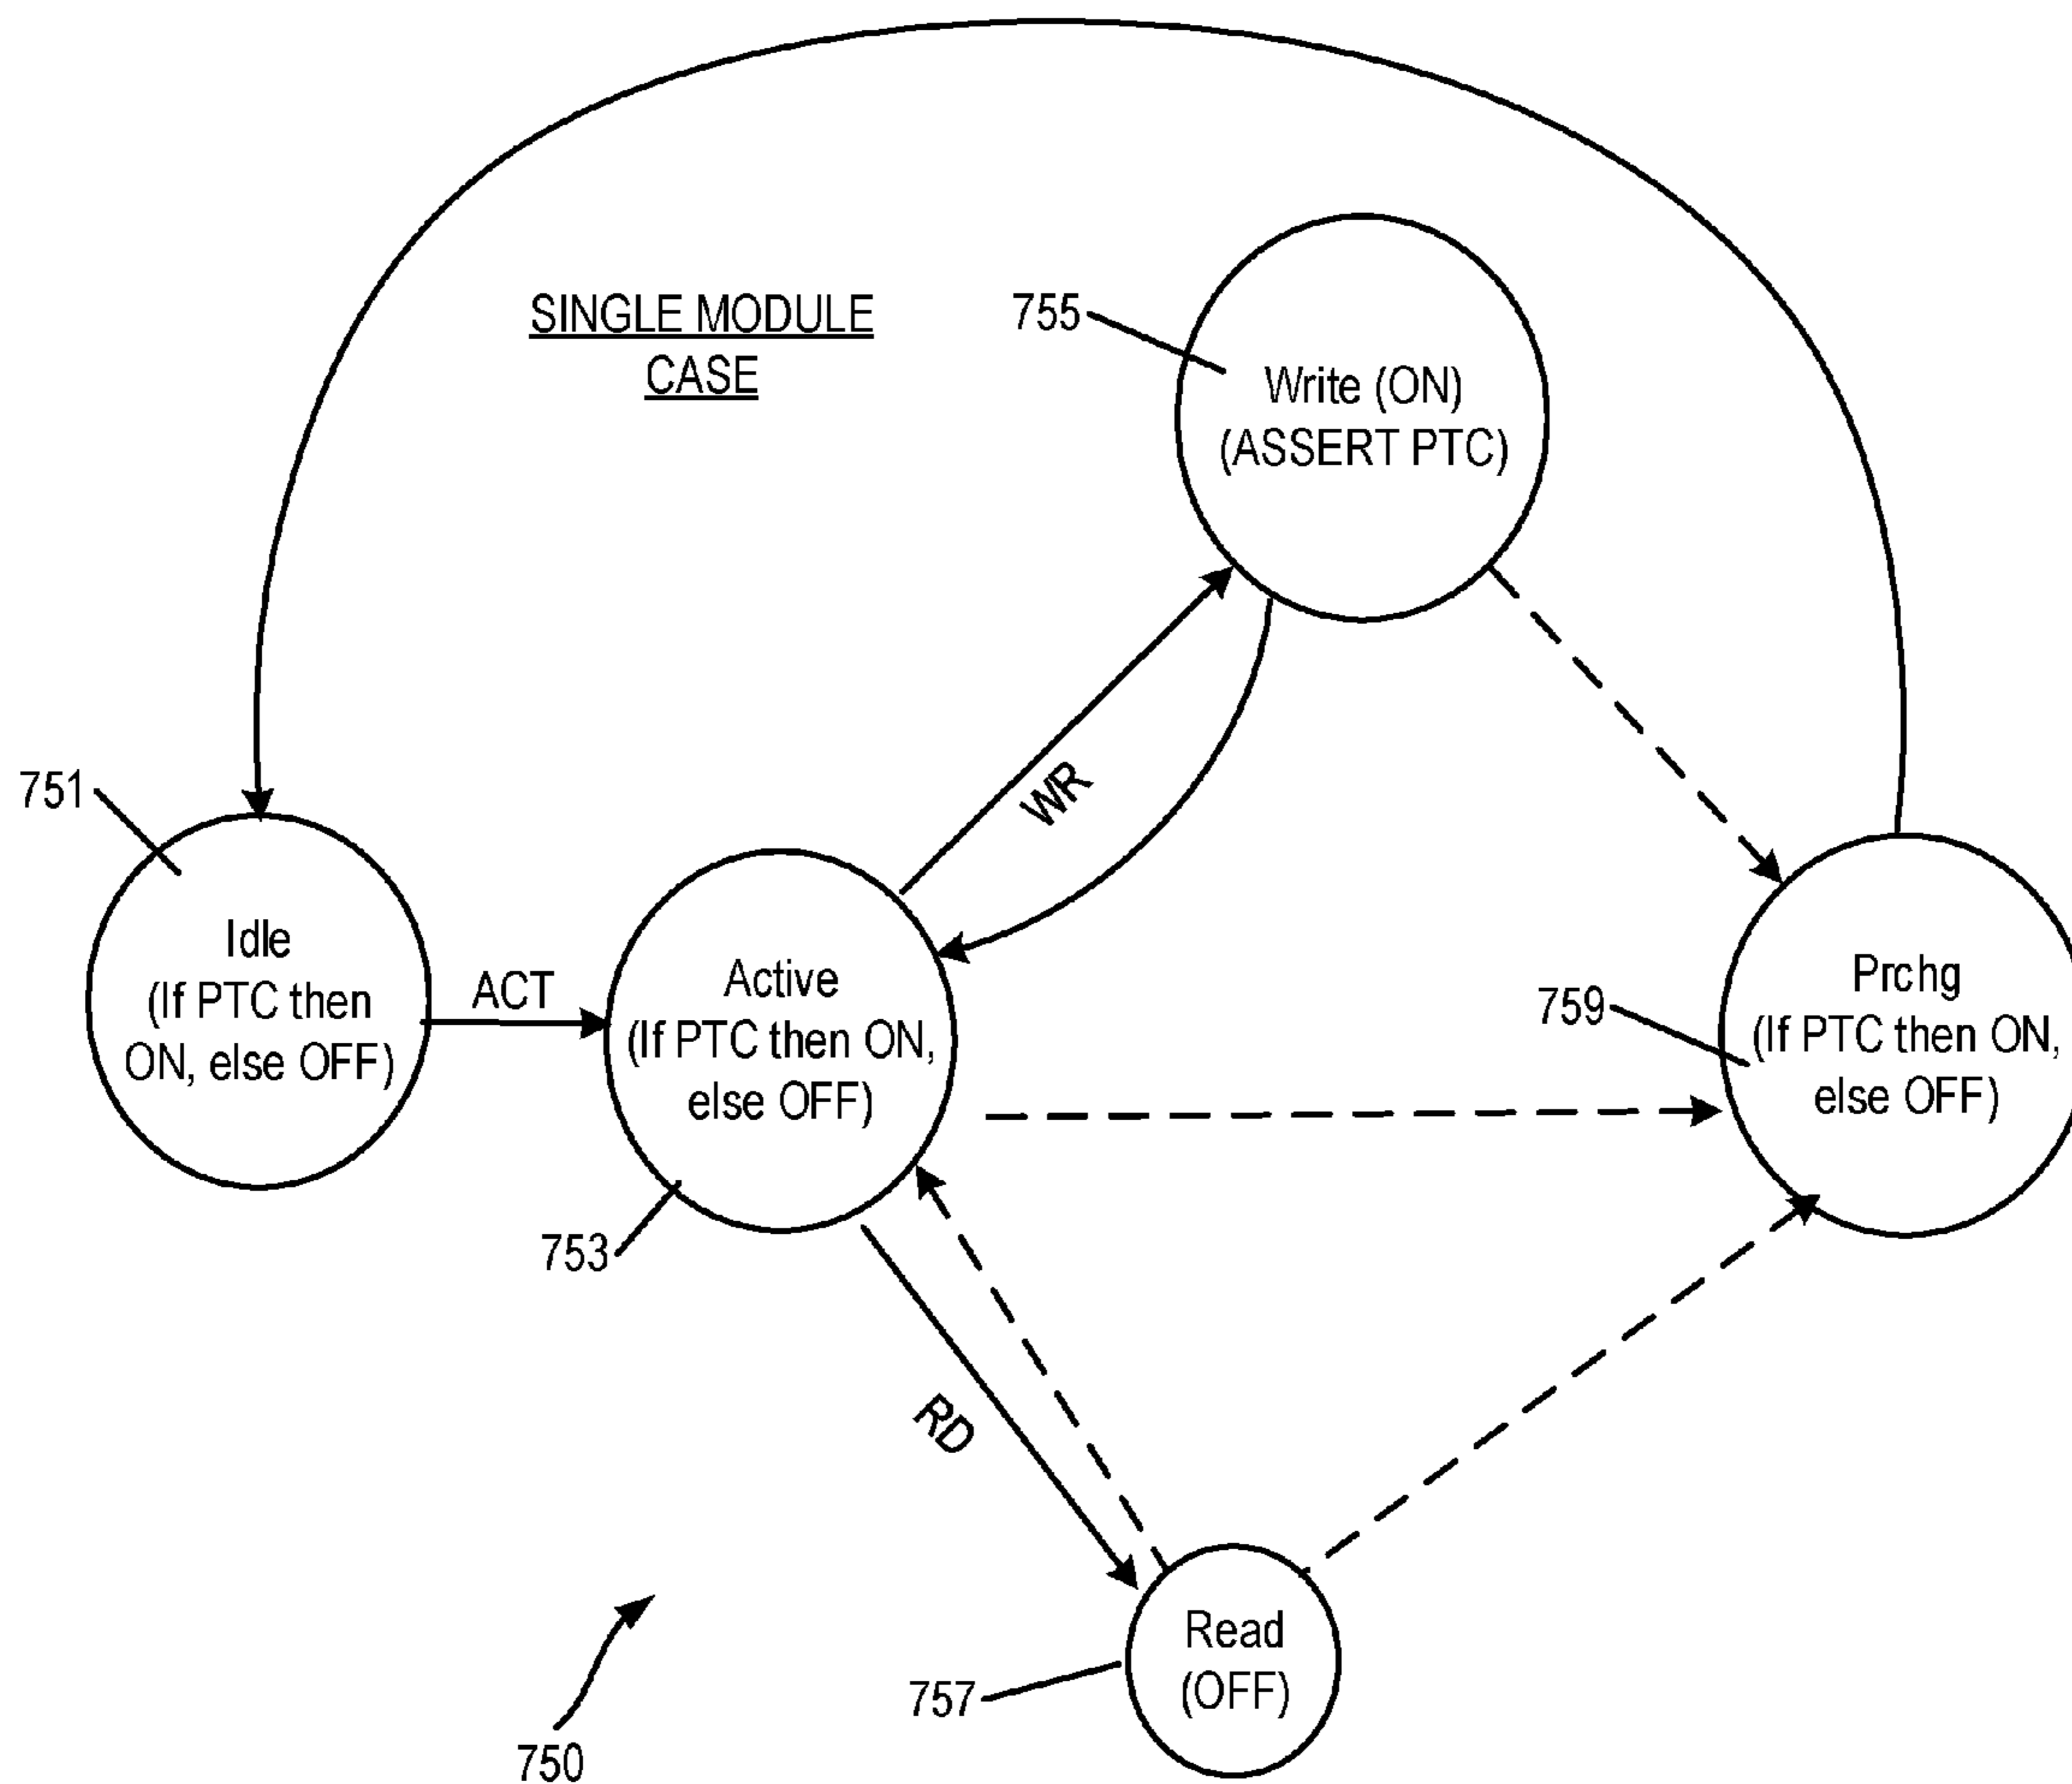 SINGLE MODULE
CASE
755
Write (ON)
(ASSERT PTC)
WR
751
Idle
(If PTC then
ON, else OFF)
ACT
Active
(If PTC then ON,
else OFF)
753
759
Prchg
(If PTC then ON,
else OFF)
RD
Read
(OFF)
757
750